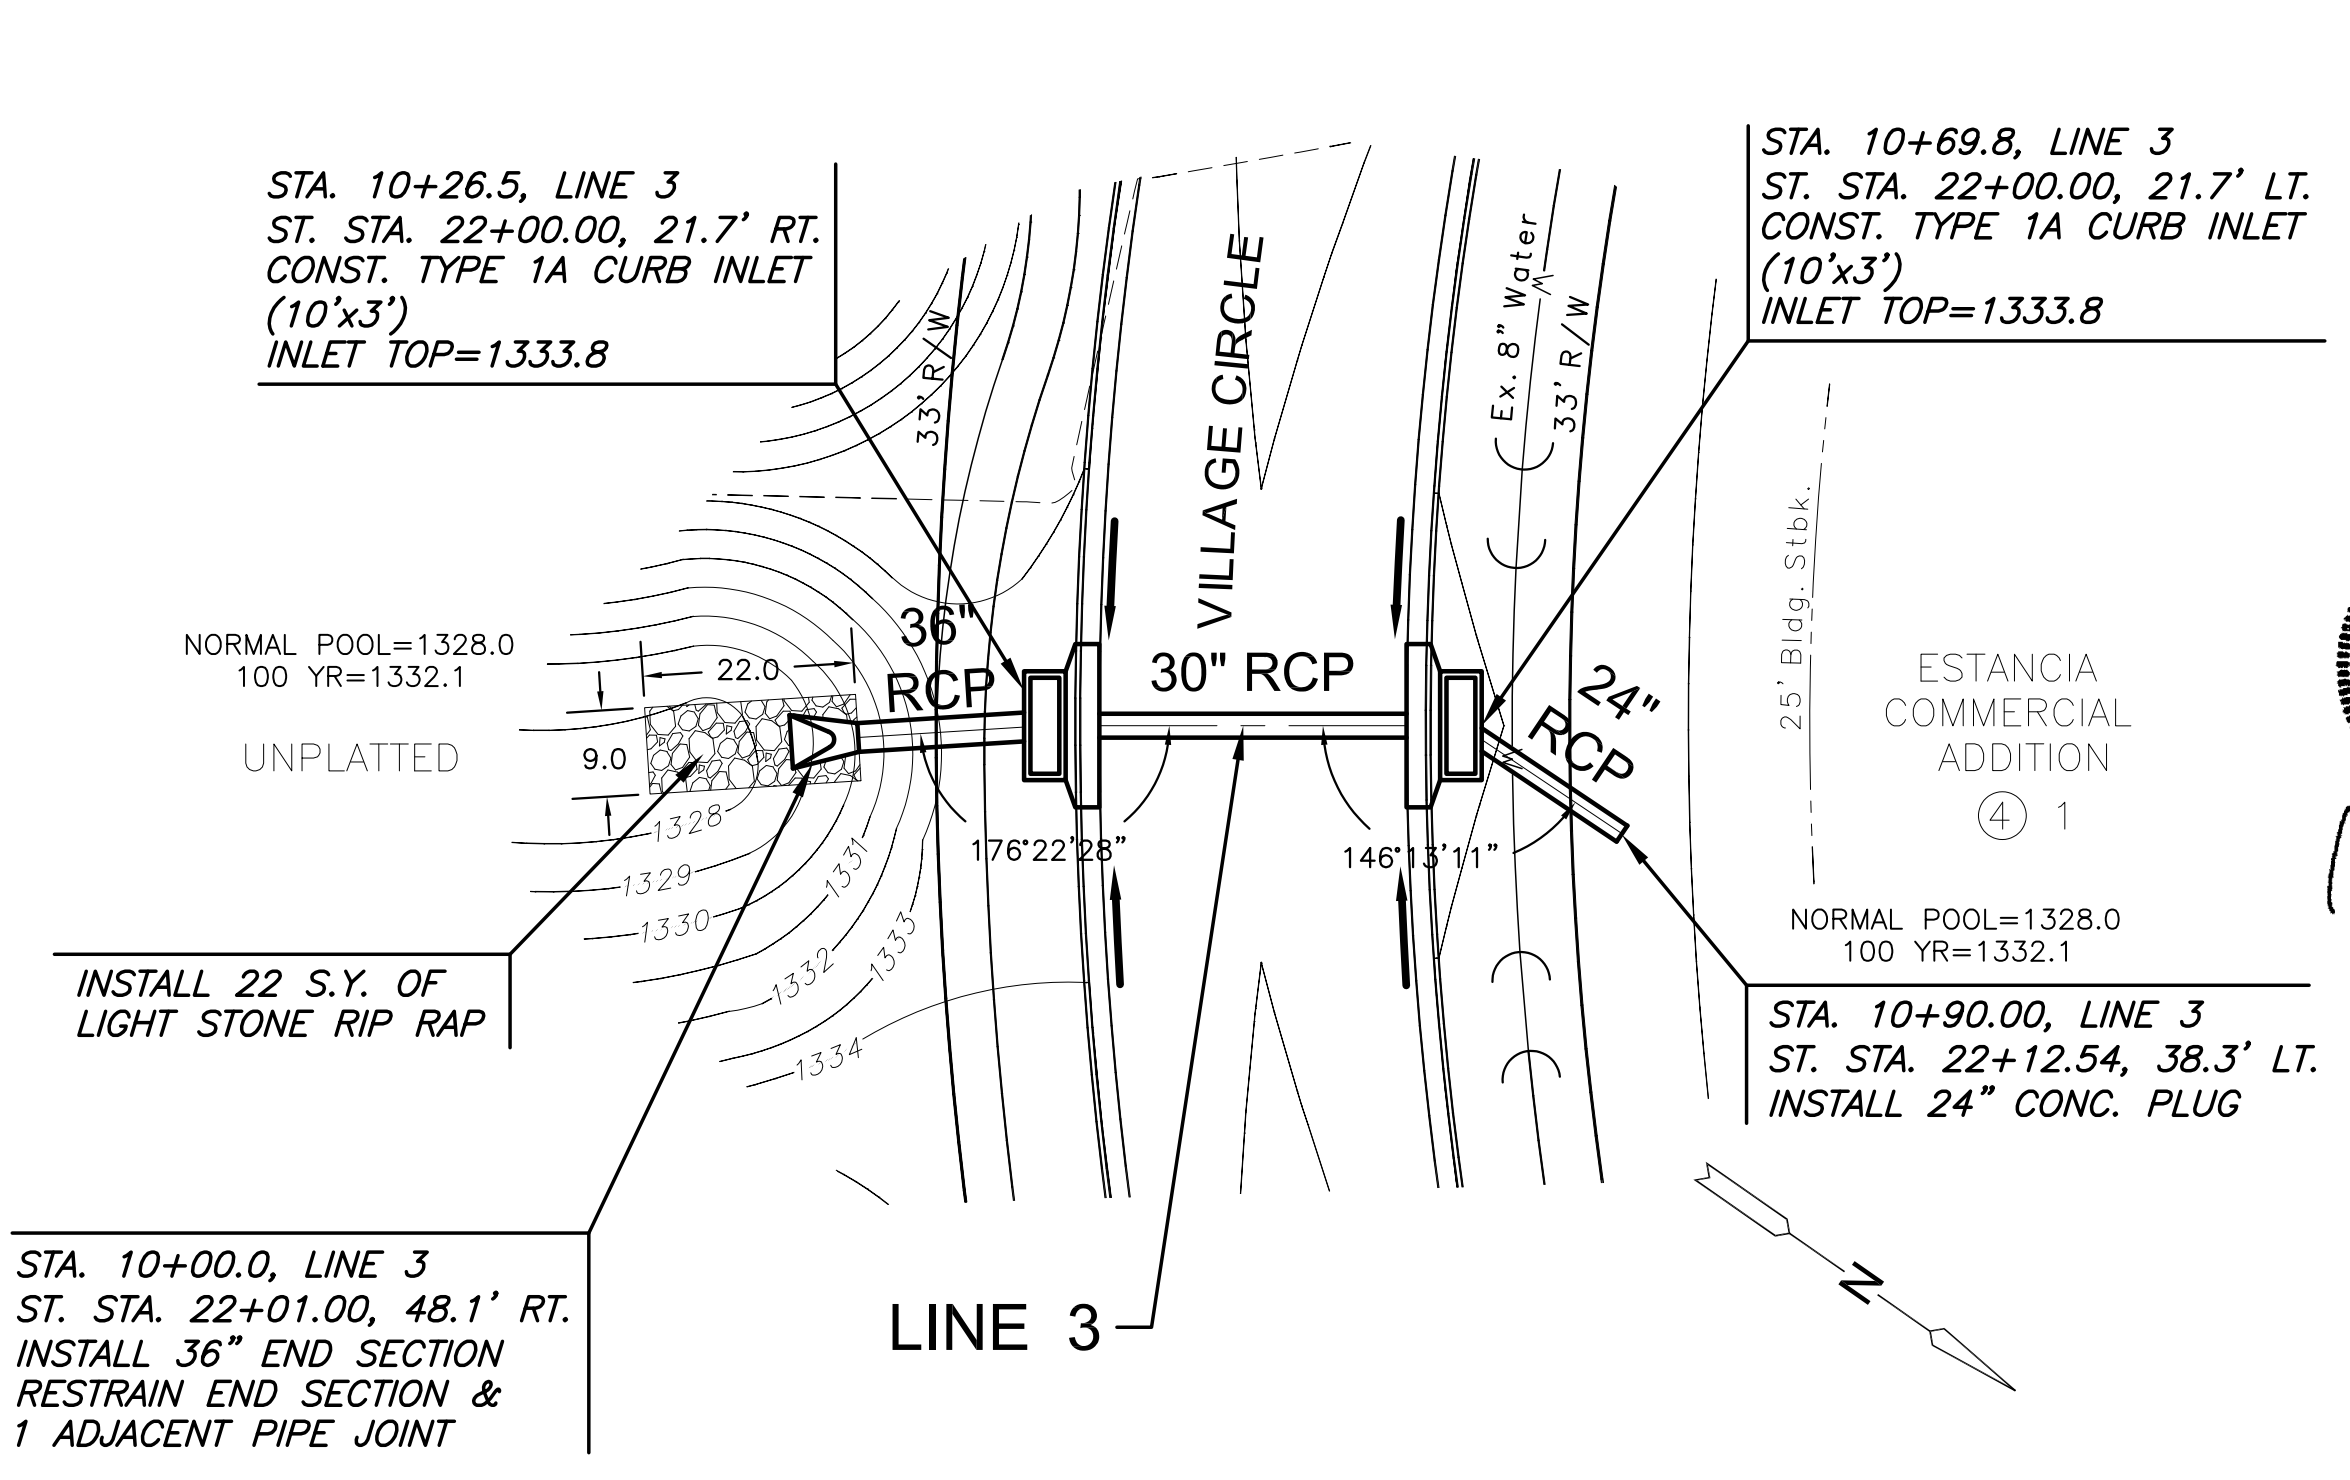 STA. 10+26.5, LINE 3
ST. STA. 22+00.00, 21.7' RT.
CONST. TYPE 1A CURB INLET
(10'x3')
INLET TOP=1333.8
STA. 10+69.8, LINE 3
ST. STA. 22+00.00, 21.7' LT.
CONST. TYPE 1A CURB INLET
(10'x3')
INLET TOP=1333.8
33' R/W
VILLAGE CIRCLE
Ex. 8" Water
W
33' R/W
25' Bldg. Stbk.
NORMAL POOL=1328.0
100 YR=1332.1
UNPLATTED
22.0
9.0
36"
RCP
30" RCP
24"
RCP
W
ESTANCIA
COMMERCIAL
ADDITION
4 1
176°22'28"
146°13'11"
1328
1329
1330
1331
1332
1333
1334
NORMAL POOL=1328.0
100 YR=1332.1
INSTALL 22 S.Y. OF
LIGHT STONE RIP RAP
STA. 10+90.00, LINE 3
ST. STA. 22+12.54, 38.3' LT.
INSTALL 24" CONC. PLUG
N
STA. 10+00.0, LINE 3
ST. STA. 22+01.00, 48.1' RT.
INSTALL 36" END SECTION
RESTRAIN END SECTION &
1 ADJACENT PIPE JOINT
LINE 3